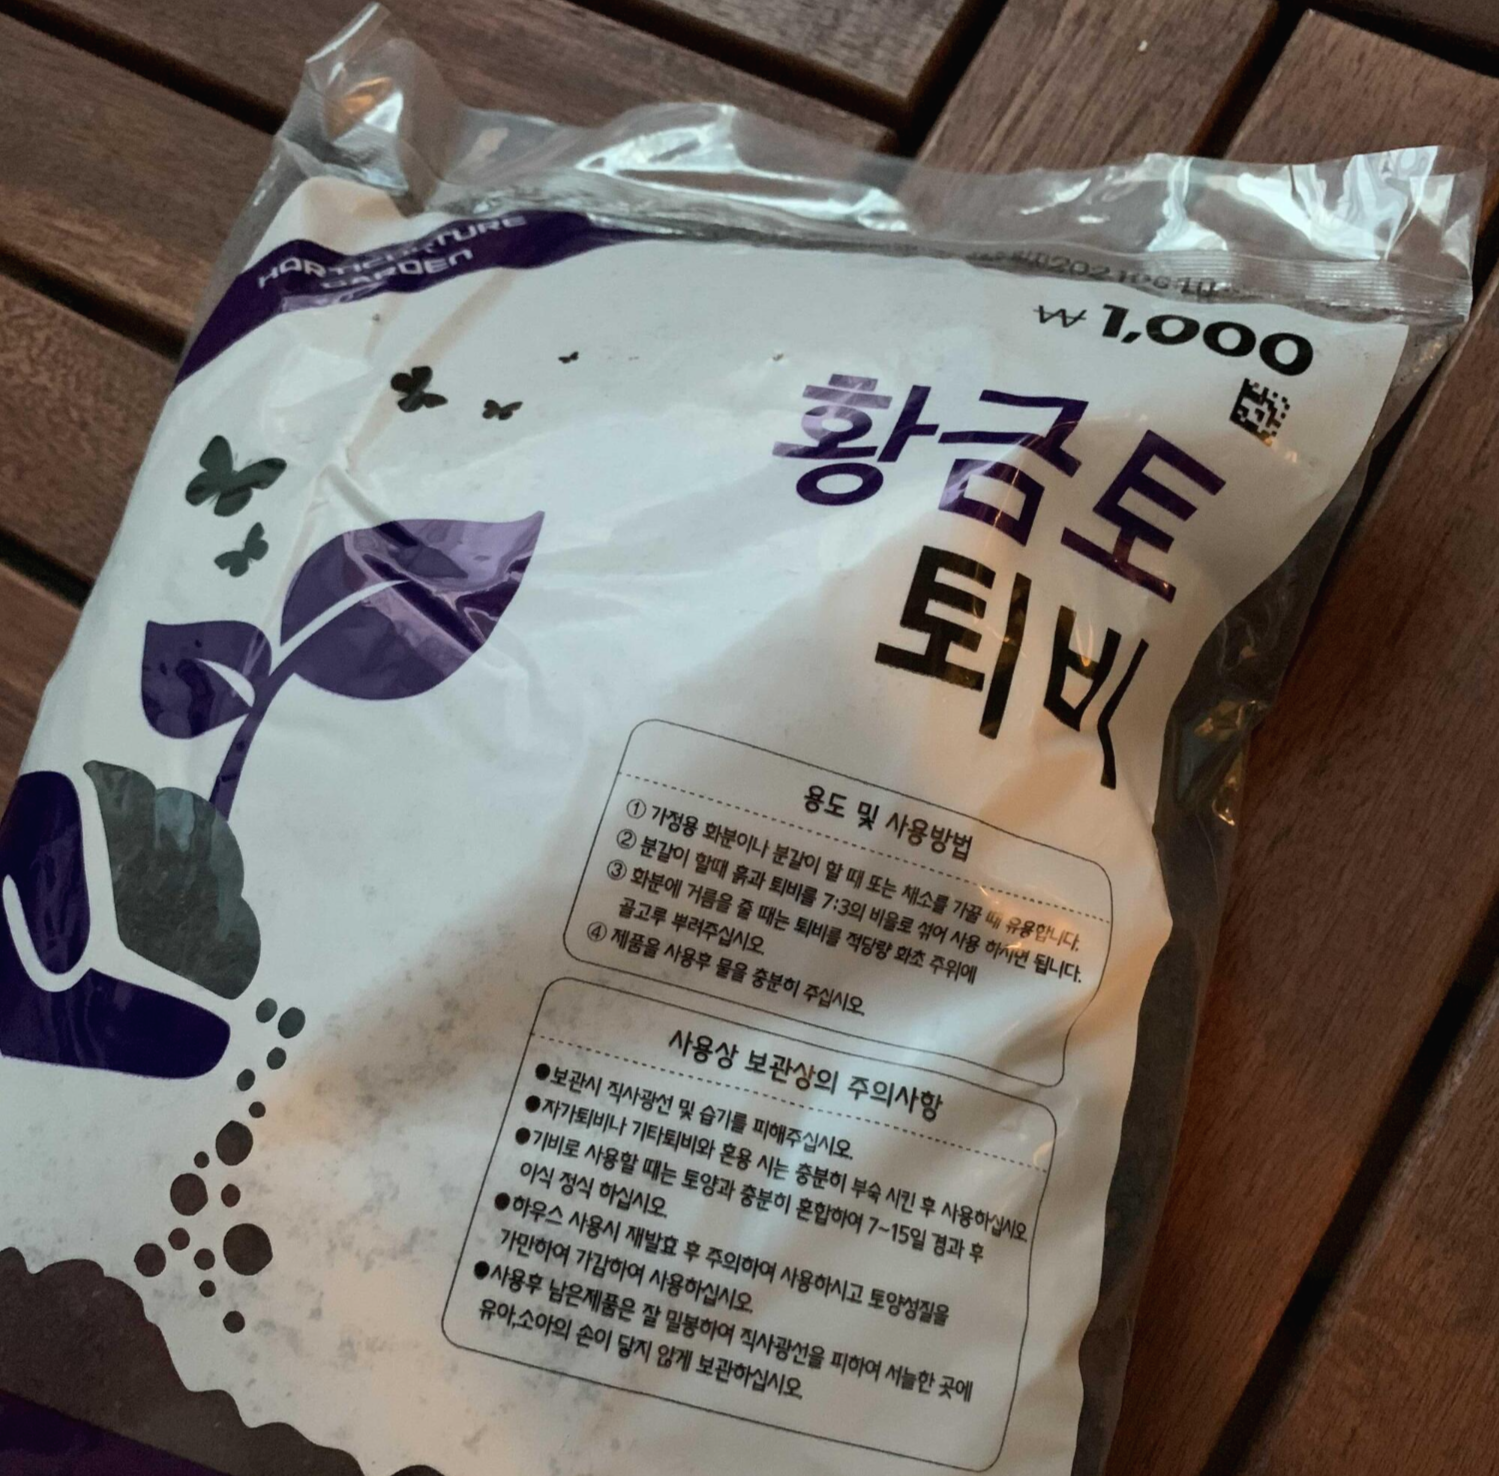 HORTICULTURE
GARDEN
₩1,000
황금토
퇴비
용도 및 사용방법
① 가정용 화분이나 분갈이 할 때 또는 채소를 가꿀 때 유용합니다.
② 분갈이 할때 흙과 퇴비를 7:3의 비율로 섞어 사용 하시면 됩니다.
③ 화분에 거름을 줄 때는 퇴비를 적당량 화초 주위에
골고루 뿌려주십시오.
④ 제품을 사용후 물을 충분히 주십시오.
사용상 보관상의 주의사항
●보관시 직사광선 및 습기를 피해주십시오.
●자가퇴비나 기타퇴비와 혼용 시는 충분히 부숙 시킨 후 사용하십시오.
●기비로 사용할 때는 토양과 충분히 혼합하여 7~15일 경과 후
이식 정식 하십시오.
●하우스 사용시 재발효 후 주의하여 사용하시고 토양성질을
가만하여 가감하여 사용하십시오.
●사용후 남은제품은 잘 밀봉하여 직사광선을 피하여 서늘한 곳에
유아,소아의 손이 닿지 않게 보관하십시오.